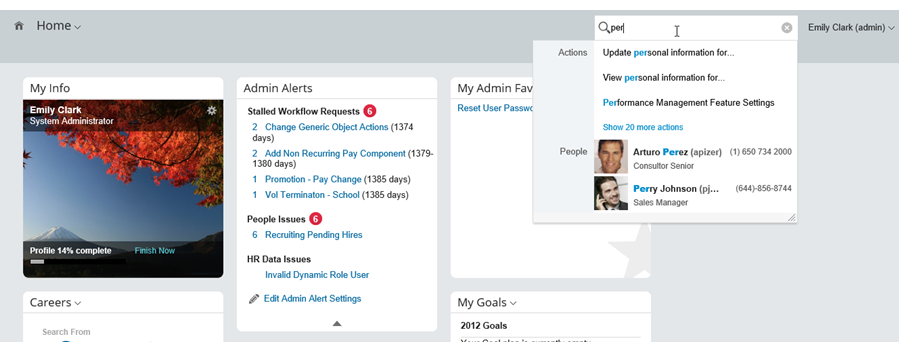 Home
per
Emily Clark (admin)
Actions
Update personal information for...
View personal information for...
Performance Management Feature Settings
Show 20 more actions
People
Arturo Perez (apizer) (1) 650 734 2000
Consultor Senior
Perry Johnson (pj... (644)-856-8744
Sales Manager
My Info
Emily Clark
System Administrator
Profile 14% complete Finish Now
Admin Alerts
Stalled Workflow Requests 6
2 Change Generic Object Actions (1374
days)
2 Add Non Recurring Pay Component (1379-
1380 days)
1 Promotion - Pay Change (1385 days)
1 Vol Terminaton - School (1385 days)
People Issues 6
6 Recruiting Pending Hires
HR Data Issues
Invalid Dynamic Role User
Edit Admin Alert Settings
My Admin Fav
Reset User Passwo
Careers
Search From
My Goals
2012 Goals